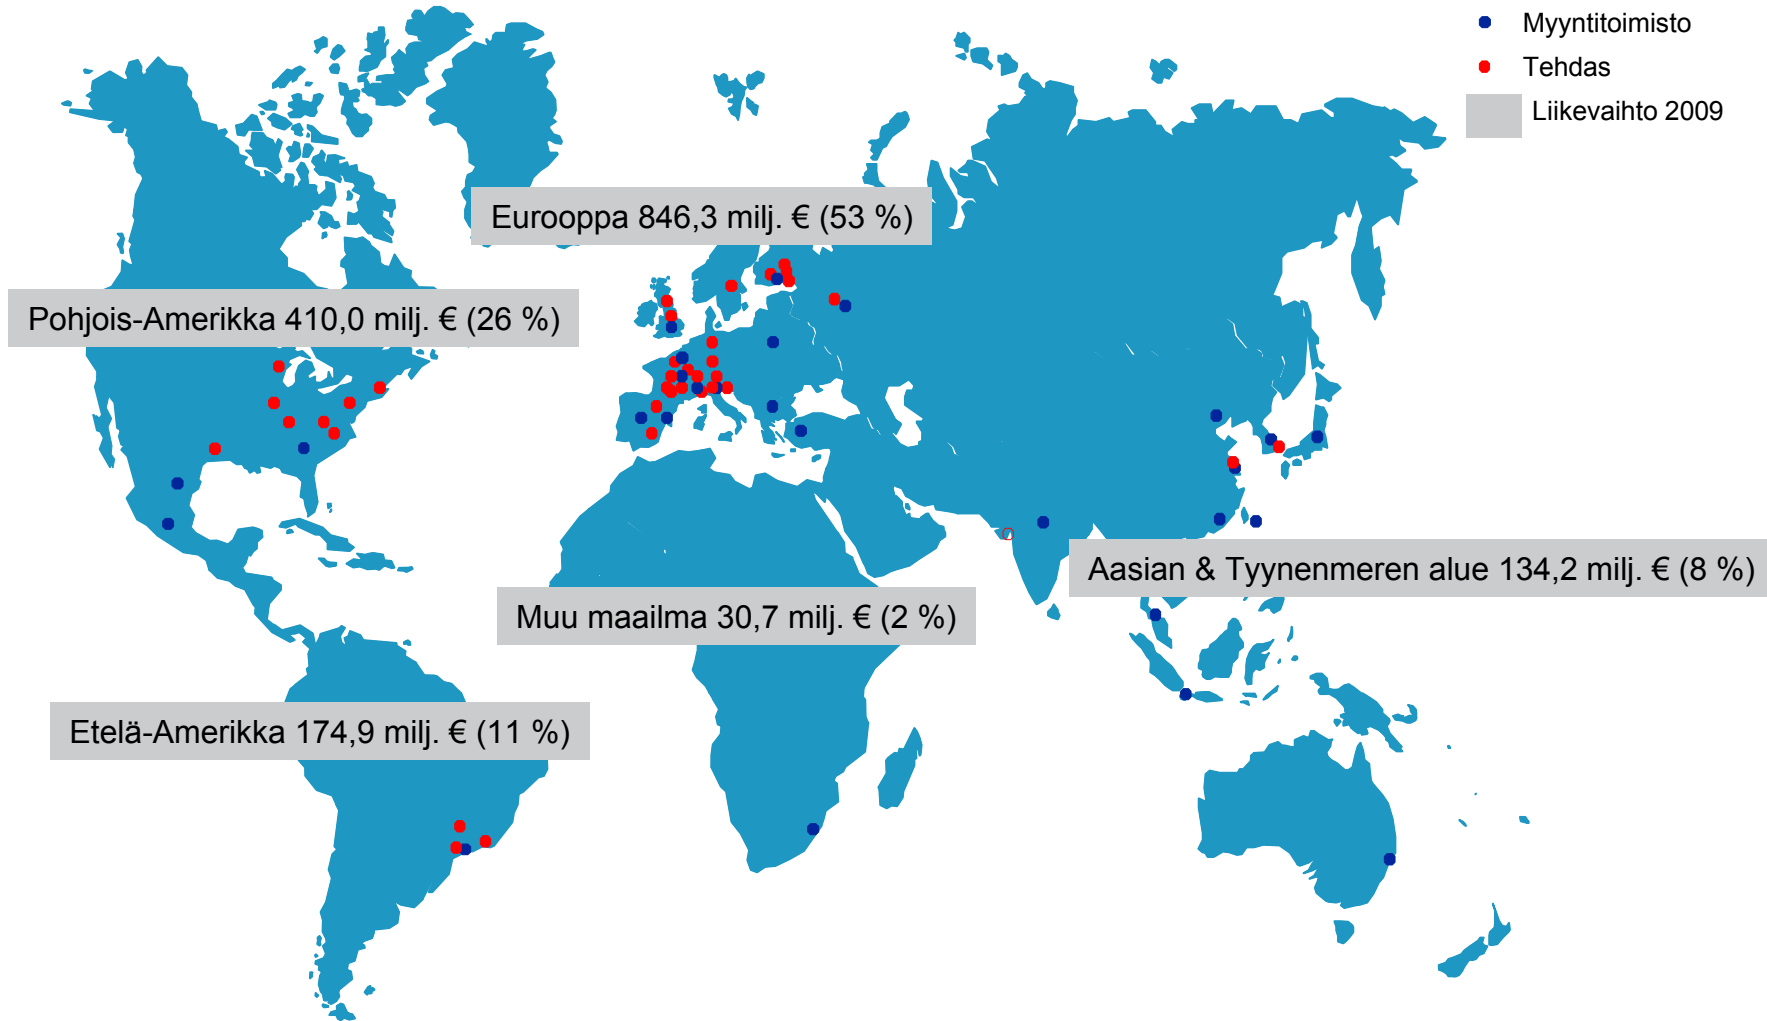 Myyntitoimisto
Tehdas
Liikevaihto 2009
Eurooppa 846,3 milj. € (53 %)
Pohjois-Amerikka 410,0 milj. € (26 %)
Aasian & Tyynenmeren alue 134,2 milj. € (8 %)
Muu maailma 30,7 milj. € (2 %)
Etelä-Amerikka 174,9 milj. € (11 %)